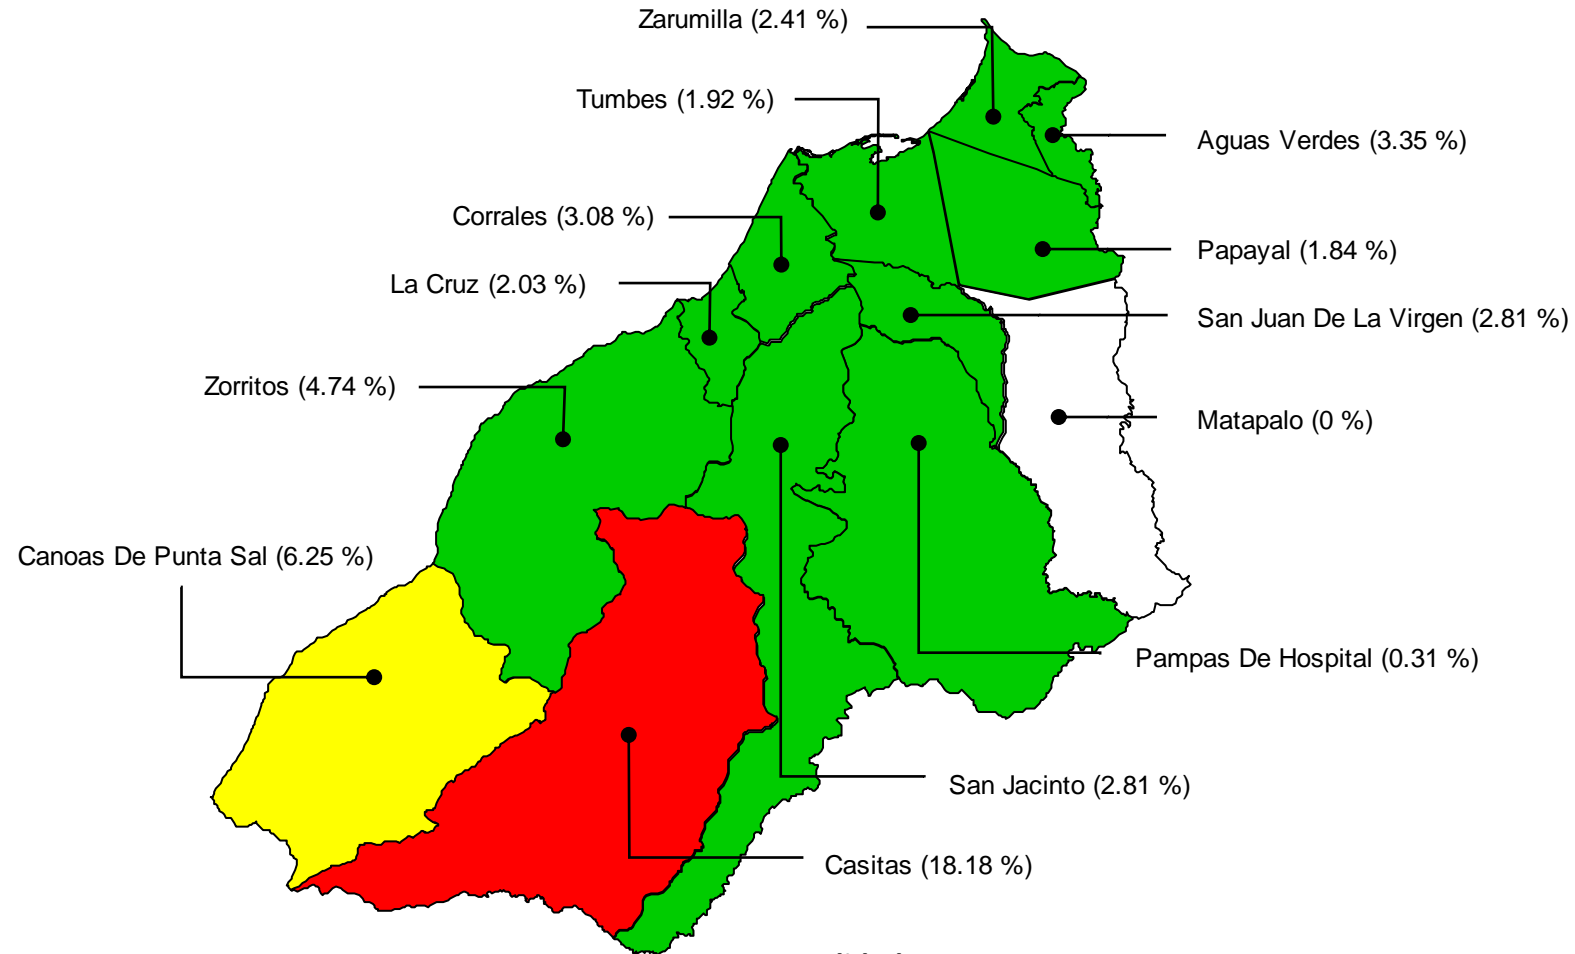 Zarumilla (2.41 %)
Tumbes (1.92 %)
Aguas Verdes (3.35 %)
Corrales (3.08 %)
Papayal (1.84 %)
La Cruz (2.03 %)
San Juan De La Virgen (2.81 %)
Zorritos (4.74 %)
Matapalo (0 %)
Canoas De Punta Sal (6.25 %)
Pampas De Hospital (0.31 %)
San Jacinto (2.81 %)
Casitas (18.18 %)